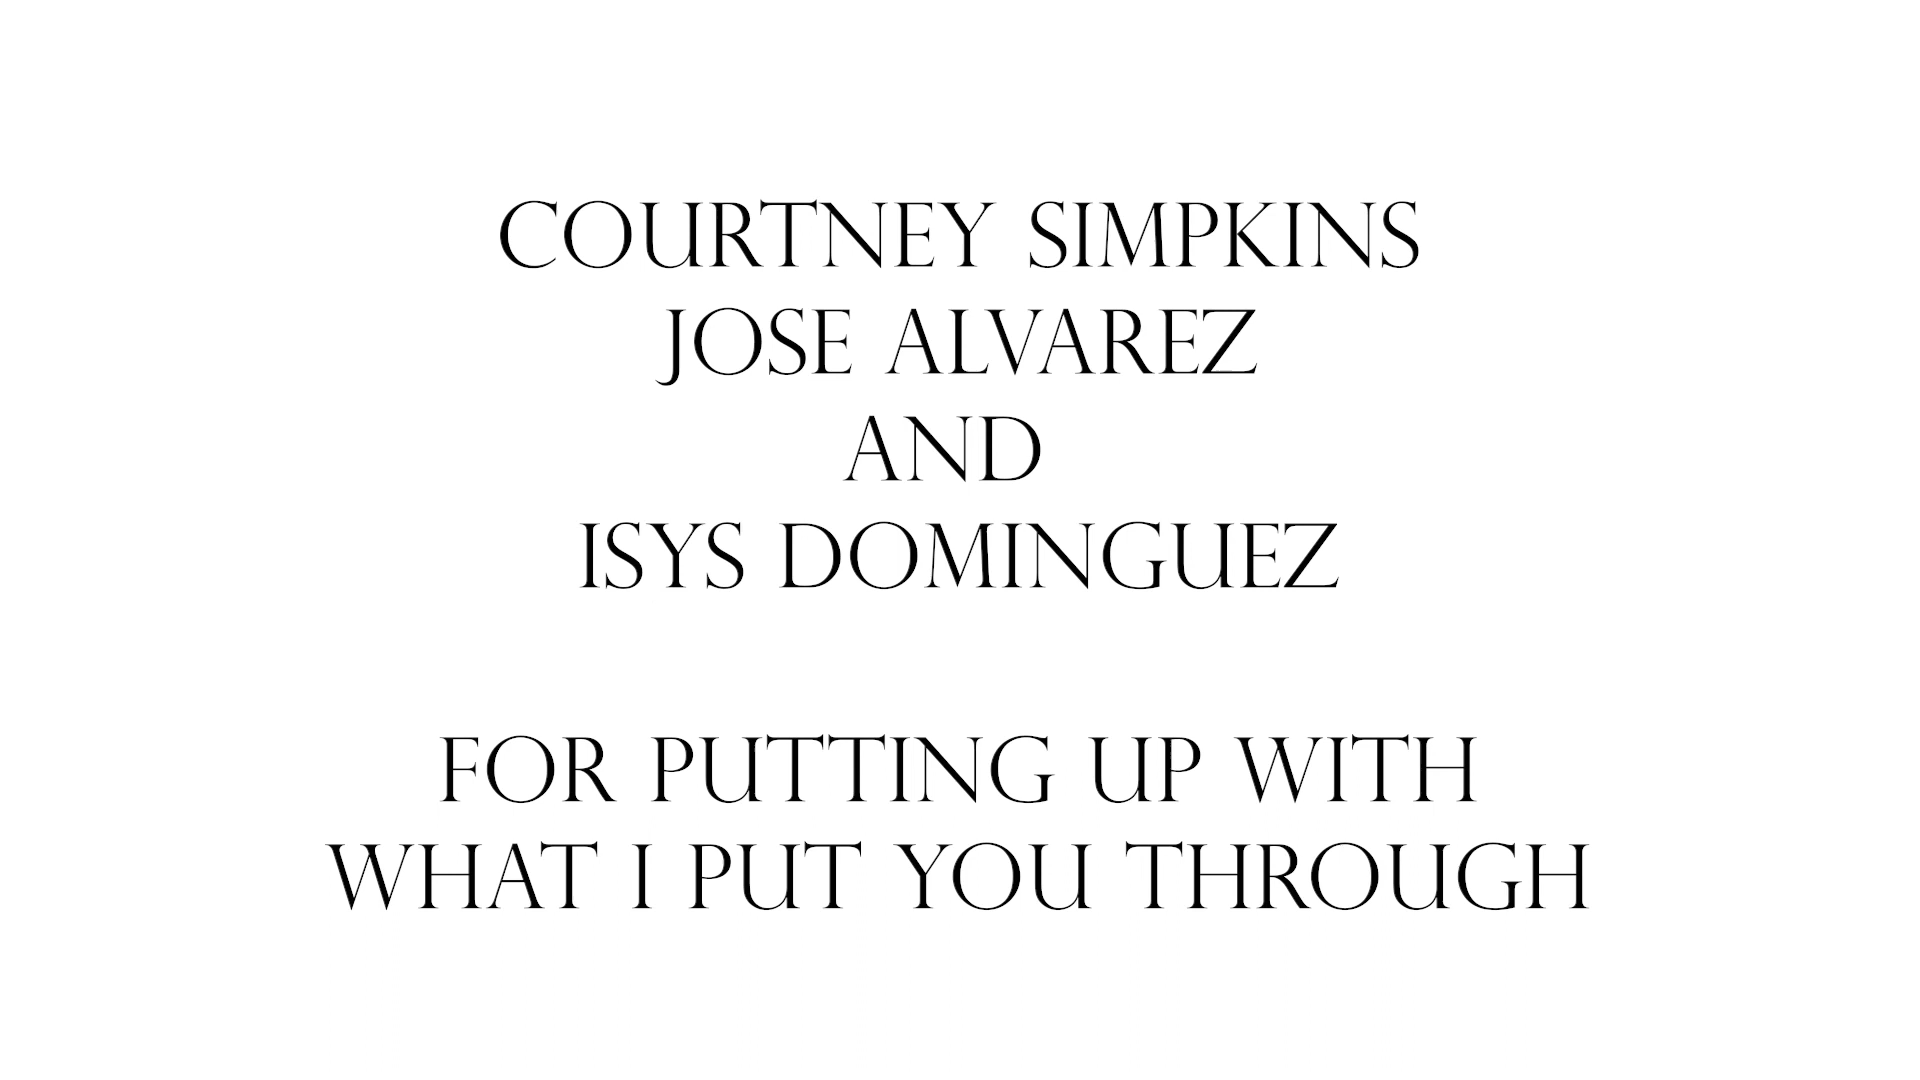 COURTNEY SIMPKINS
JOSE ALVAREZ
AND
ISYS DOMINGUEZ
FOR PUTTING UP WITH
WHAT I PUT YOU THROUGH